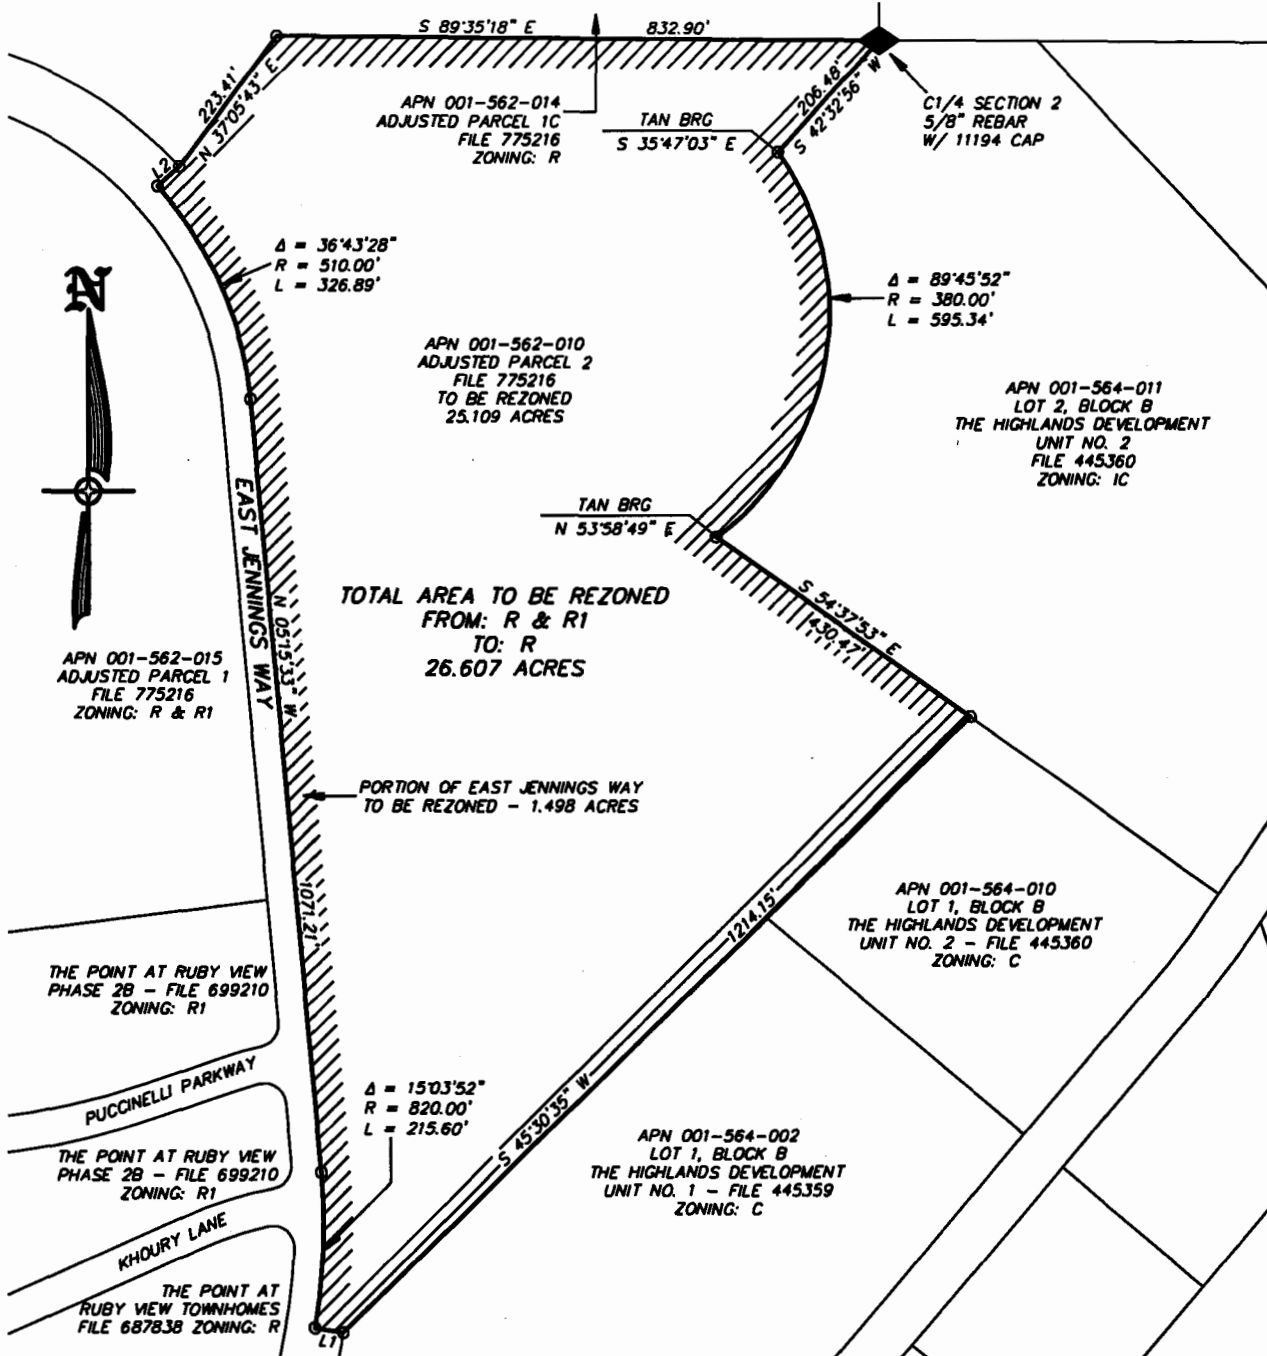 S 89°35'18" E
832.90'
223.41'
N 37°05'43" E
L2
APN 001-562-014
ADJUSTED PARCEL 1C
FILE 775216
ZONING: R
TAN BRG
S 35°47'03" E
206.48'
S 42°32'56" W
C1/4 SECTION 2
5/8" REBAR
W/ 11194 CAP
Δ = 36°43'28"
R = 510.00'
L = 326.89'
Δ = 89°45'52"
R = 380.00'
L = 595.34'
N
APN 001-562-010
ADJUSTED PARCEL 2
FILE 775216
TO BE REZONED
25.109 ACRES
APN 001-564-011
LOT 2, BLOCK B
THE HIGHLANDS DEVELOPMENT
UNIT NO. 2
FILE 445360
ZONING: IC
TAN BRG
N 53°58'49" E
EAST JENNINGS WAY
N 05°15'33" W
1071.21'
TOTAL AREA TO BE REZONED
FROM: R & R1
TO: R
26.607 ACRES
S 54°37'53" E
430.47'
APN 001-562-015
ADJUSTED PARCEL 1
FILE 775216
ZONING: R & R1
PORTION OF EAST JENNINGS WAY
TO BE REZONED - 1.498 ACRES
1214.15'
S 45°30'35" W
APN 001-564-010
LOT 1, BLOCK B
THE HIGHLANDS DEVELOPMENT
UNIT NO. 2 - FILE 445360
ZONING: C
THE POINT AT RUBY VIEW
PHASE 2B - FILE 699210
ZONING: R1
PUCCINELLI PARKWAY
Δ = 15°03'52"
R = 820.00'
L = 215.60'
THE POINT AT RUBY VIEW
PHASE 2B - FILE 699210
ZONING: R1
APN 001-564-002
LOT 1, BLOCK B
THE HIGHLANDS DEVELOPMENT
UNIT NO. 1 - FILE 445359
ZONING: C
KHOURY LANE
THE POINT AT
RUBY VIEW TOWNHOMES
FILE 687838 ZONING: R
L1